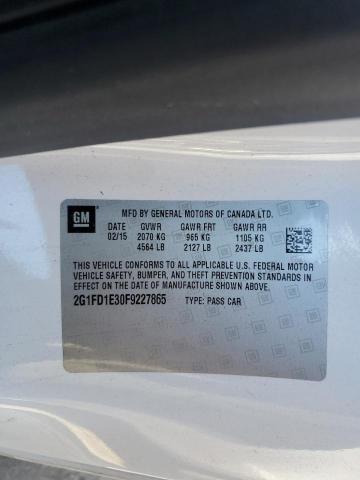 GM
MFD BY GENERAL MOTORS OF CANADA LTD.
DATE GVWR GAWR FRT GAWR RR
02/15 2070 KG 965 KG 1105 KG
4564 LB 2127 LB 2437 LB
THIS VEHICLE CONFORMS TO ALL APPLICABLE U.S. FEDERAL MOTOR
VEHICLE SAFETY, BUMPER, AND THEFT PREVENTION STANDARDS IN
EFFECT ON THE DATE OF MANUFACTURE SHOWN ABOVE.
2G1FD1E30F9227865 TYPE: PASS CAR